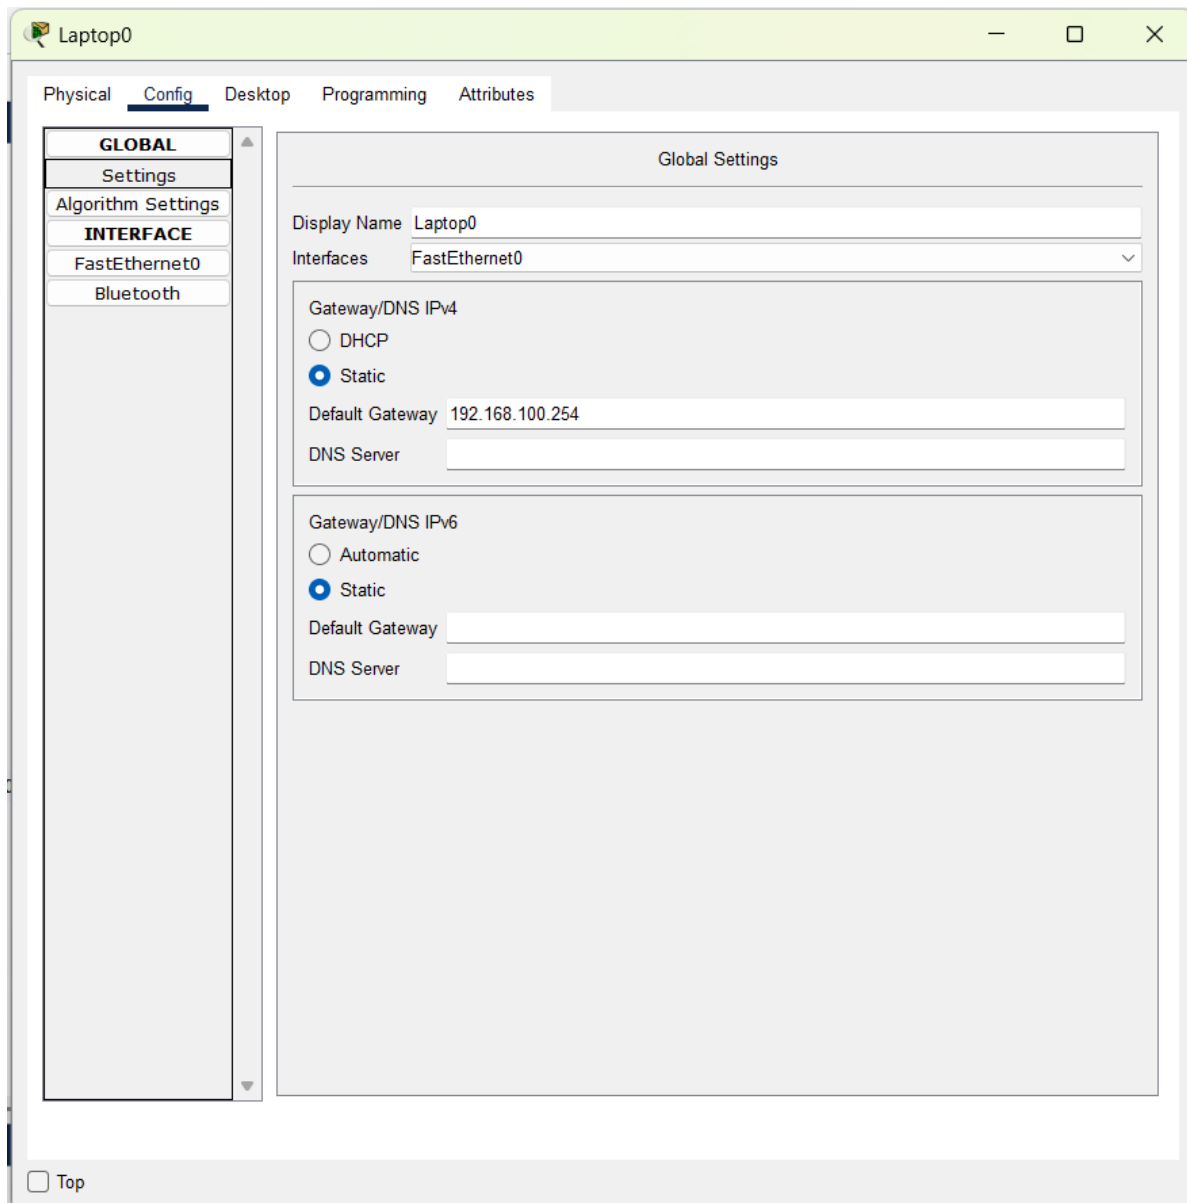 Laptop0
Physical Config Desktop Programming Attributes
GLOBAL
Settings
Algorithm Settings
INTERFACE
FastEthernet0
Bluetooth
Global Settings
Display Name Laptop0
Interfaces FastEthernet0
Gateway/DNS IPv4
DHCP
Static
Default Gateway 192.168.100.254
DNS Server
Gateway/DNS IPv6
Automatic
Static
Default Gateway
DNS Server
Top